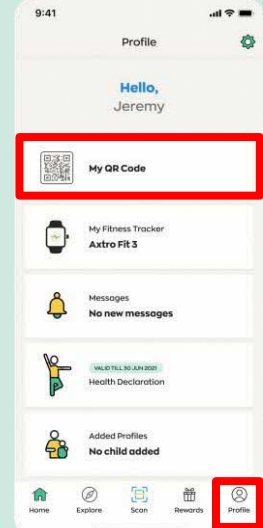 9:41
Profile
Hello,
Jeremy
My QR Code
My Fitness Tracker
Axtro Fit 3
Messages
No new messages
VALID TILL 30 JUN 2021
Health Declaration
Added Profiles
No child added
Home Explore Scan Rewards Profile